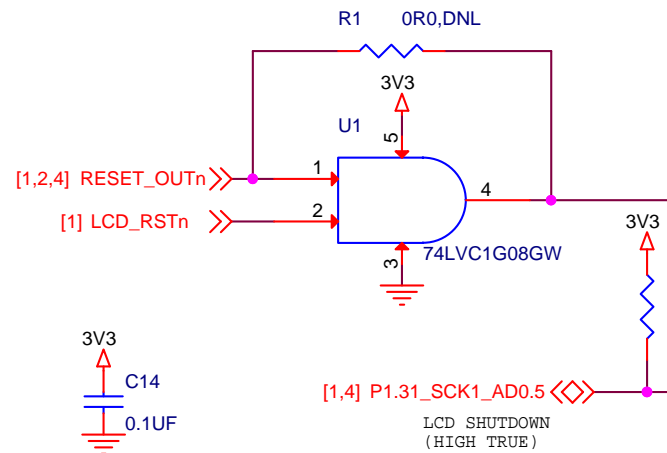 R1 0R0,DNL
3V3
U1
5
1
[1,2,4] RESET_OUTn
4
2
[1] LCD_RSTn
3V3
3
74LVC1G08GW
3V3
C14
[1,4] P1.31_SCK1_AD0.5
0.1UF
LCD SHUTDOWN
(HIGH TRUE)